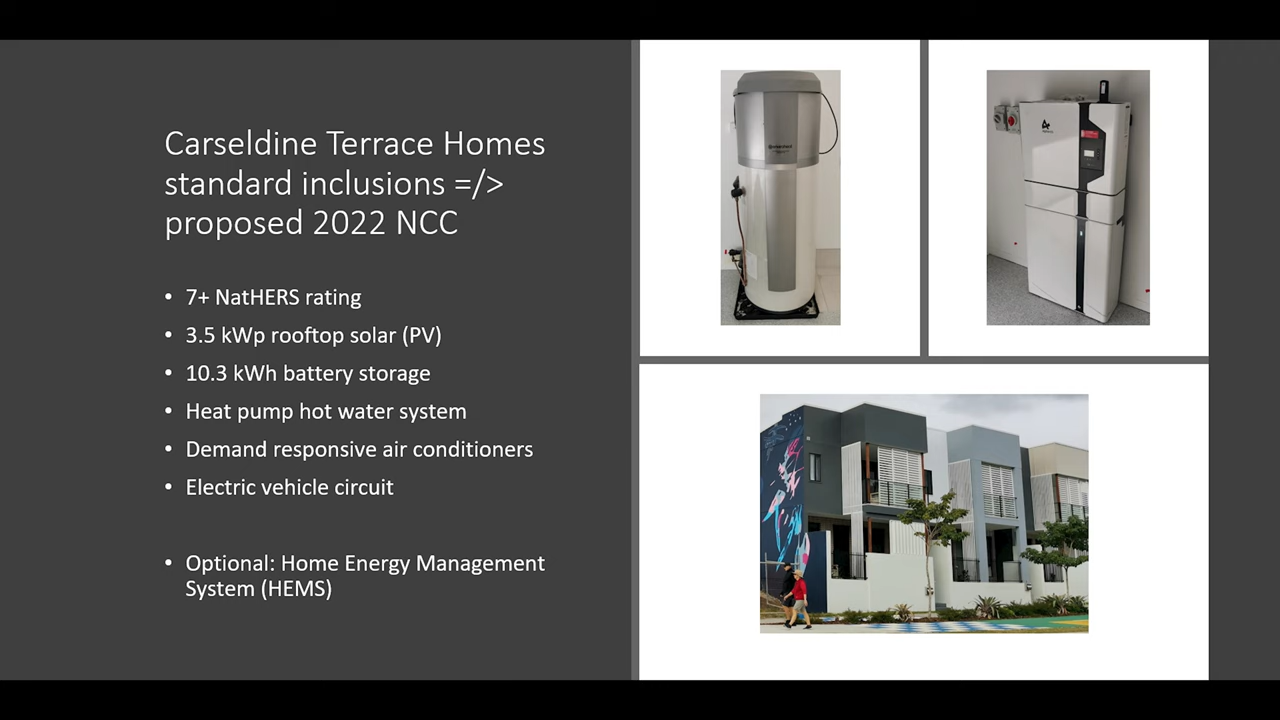 Carseldine Terrace Homes
standard inclusions =/>
proposed 2022 NCC
• 7+ NatHERS rating
• 3.5 kWp rooftop solar (PV)
• 10.3 kWh battery storage
• Heat pump hot water system
• Demand responsive air conditioners
• Electric vehicle circuit
• Optional: Home Energy Management
System (HEMS)